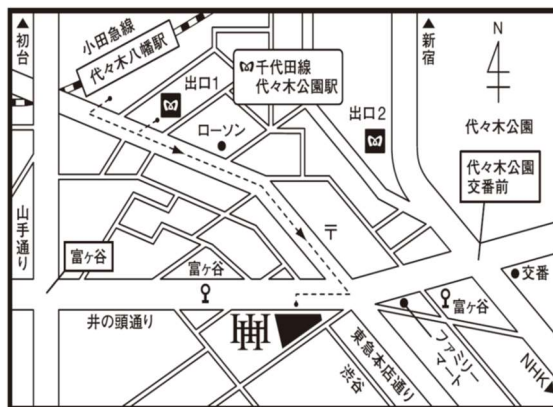 ▲初台
小田急線
代々木八幡駅
出口1
千代田線
代々木公園駅
▲新宿
N
代々木公園
出口2
ローソン
代々木公園
交番前
山手通り
富ヶ谷
富ヶ谷
〒
交番
富ヶ谷
井の頭通り
HH
東急本店通り
渋谷
ファミリー
マート
NHK▲